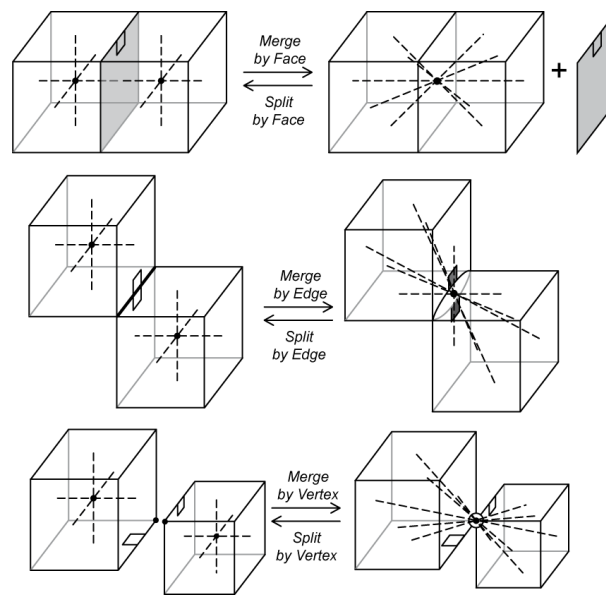 Merge
by Face
Split
by Face
+
Merge
by Edge
Split
by Edge
Merge
by Vertex
Split
by Vertex